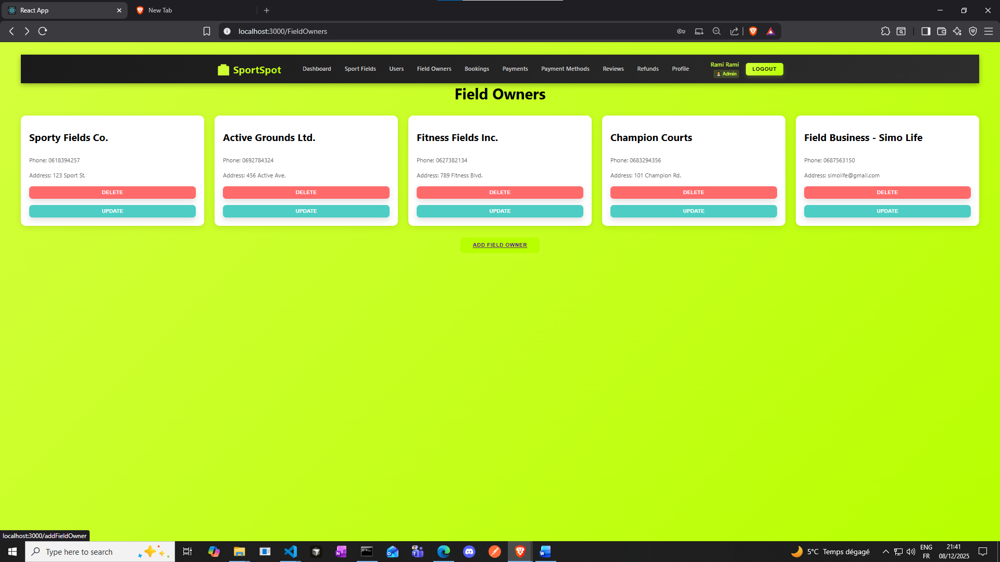 React App
New Tab
localhost:3000/FieldOwners
SportSpot
Dashboard
Sport Fields
Users
Field Owners
Bookings
Payments
Payment Methods
Reviews
Refunds
Profile
Rami Rami
Admin
LOGOUT
Field Owners
Sporty Fields Co.
Phone: 0618394257
Address: 123 Sport St.
DELETE
UPDATE
Active Grounds Ltd.
Phone: 0692784324
Address: 456 Active Ave.
DELETE
UPDATE
Fitness Fields Inc.
Phone: 0627382134
Address: 789 Fitness Blvd.
DELETE
UPDATE
Champion Courts
Phone: 0683294356
Address: 101 Champion Rd.
DELETE
UPDATE
Field Business - Simo Life
Phone: 0687563150
Address: simolife@gmail.com
DELETE
UPDATE
ADD FIELD OWNER
localhost:3000/addFieldOwner
Type here to search
5°C Temps dégagé
ENG
FR
21:41
08/12/2025